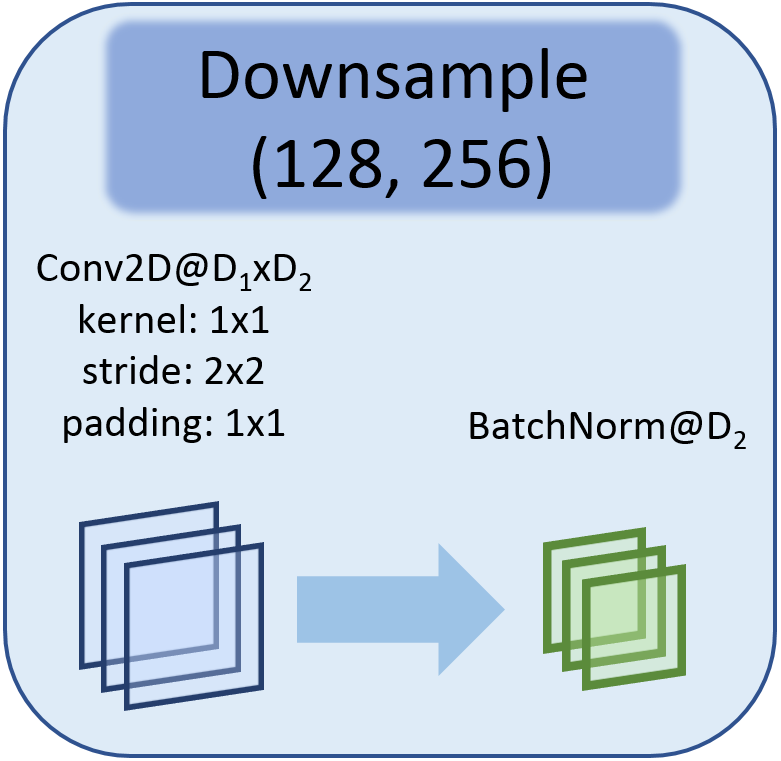 Downsample
(128, 256)
Conv2D@D₁xD₂
kernel: 1x1
stride: 2x2
padding: 1x1
BatchNorm@D₂